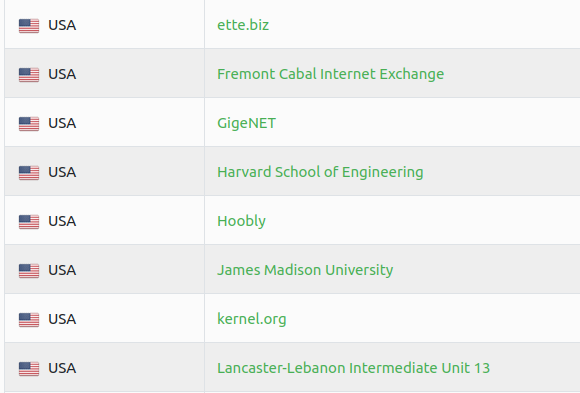 USA ette.biz
USA Fremont Cabal Internet Exchange
USA GigeNET
USA Harvard School of Engineering
USA Hoobly
USA James Madison University
USA kernel.org
USA Lancaster-Lebanon Intermediate Unit 13